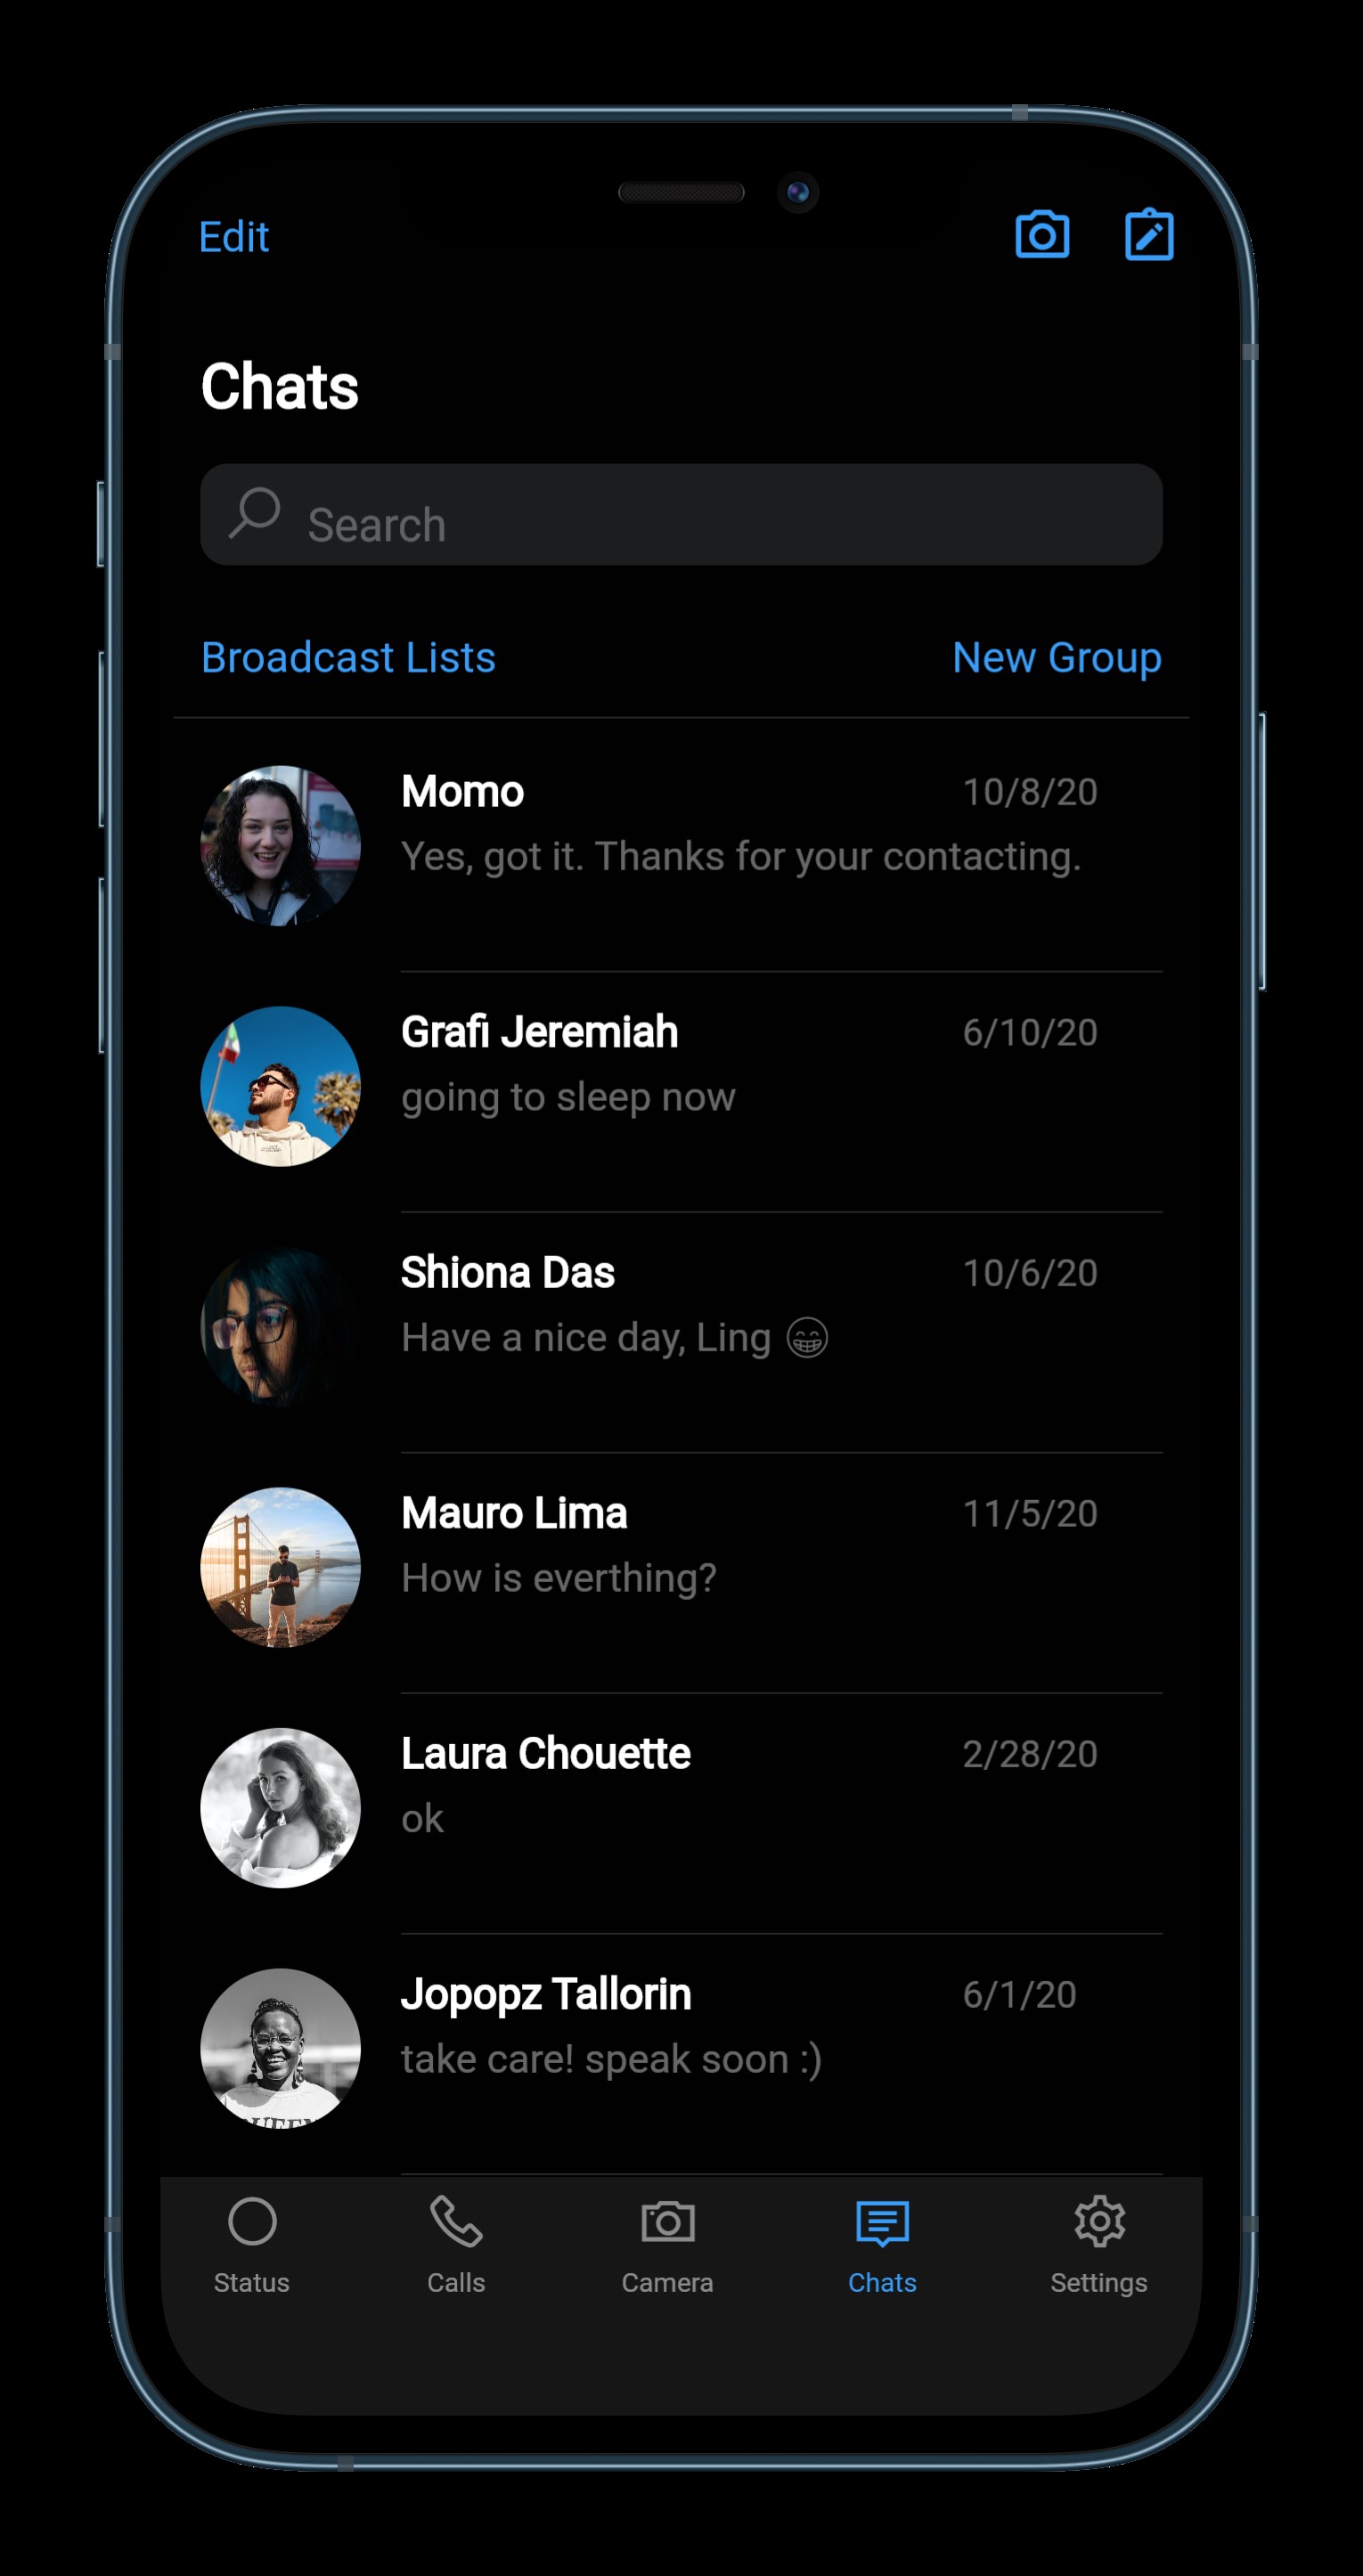 Edit
Chats
Search
Broadcast Lists New Group
Momo 10/8/20
Yes, got it. Thanks for your contacting.
Grafi Jeremiah 6/10/20
going to sleep now
Shiona Das 10/6/20
Have a nice day, Ling 😁
Mauro Lima 11/5/20
How is everthing?
Laura Chouette 2/28/20
ok
Jopopz Tallorin 6/1/20
take care! speak soon :)
Status Calls Camera Chats Settings